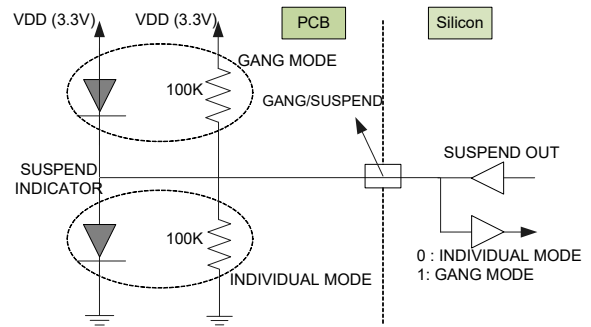 VDD (3.3V)
VDD (3.3V)
PCB
Silicon
GANG MODE
100K
GANG/SUSPEND
SUSPEND OUT
SUSPEND
INDICATOR
100K
0 : INDIVIDUAL MODE
1: GANG MODE
INDIVIDUAL MODE